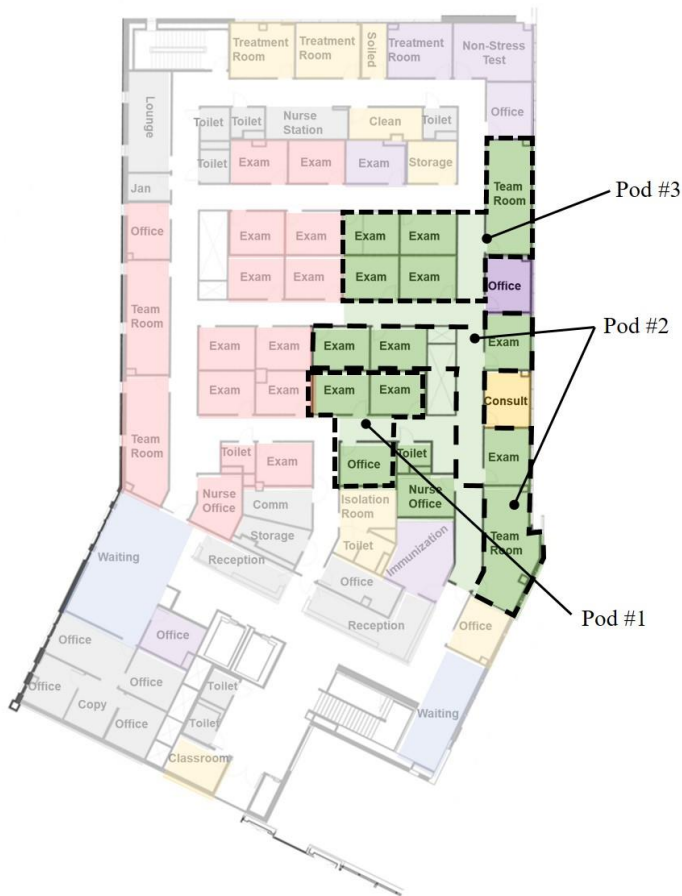 Treatment
Room
Treatment
Room
Soiled
Treatment
Room
Non-Stress
Test
Lounge
Office
Toilet
Toilet
Nurse
Station
Clean
Toilet
Toilet
Exam
Exam
Exam
Storage
Team
Room
Pod #3
Jan
Office
Exam
Exam
Exam
Exam
Exam
Exam
Exam
Exam
Office
Team
Room
Pod #2
Exam
Exam
Exam
Exam
Exam
Exam
Exam
Exam
Exam
Consult
Team
Room
Toilet
Exam
Office
Toilet
Exam
Nurse
Office
Comm
Isolation
Room
Nurse
Office
Storage
Team
Room
Waiting
Reception
Toilet
Immunization
Office
Reception
Pod #1
Office
Office
Office
Office
Office
Toilet
Waiting
Copy
Office
Toilet
Classroom